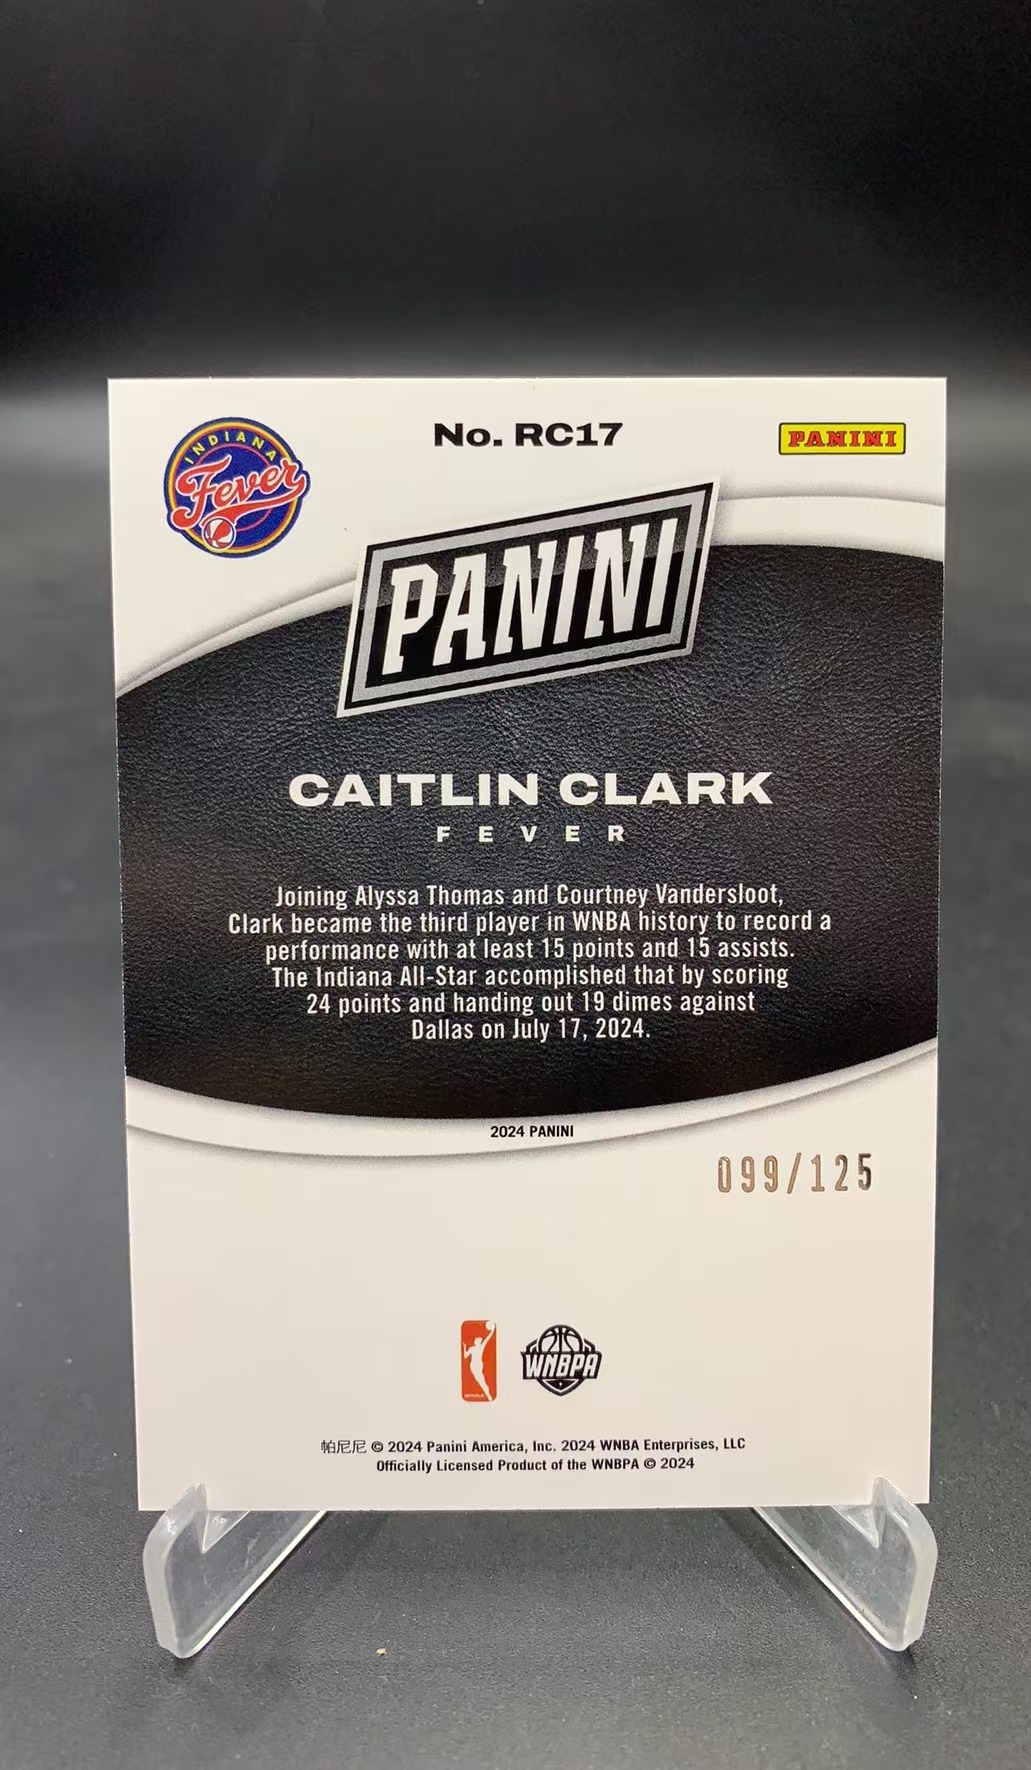 INDIANA
Fever
No. RC17
PANINI
PANINI
CAITLIN CLARK
FEVER
Joining Alyssa Thomas and Courtney Vandersloot,
Clark became the third player in WNBA history to record a
performance with at least 15 points and 15 assists.
The Indiana All-Star accomplished that by scoring
24 points and handing out 19 dimes against
Dallas on July 17, 2024.
2024 PANINI
099/125
WNBA
WNBPA
帕尼尼 © 2024 Panini America, Inc. 2024 WNBA Enterprises, LLC
Officially Licensed Product of the WNBPA © 2024